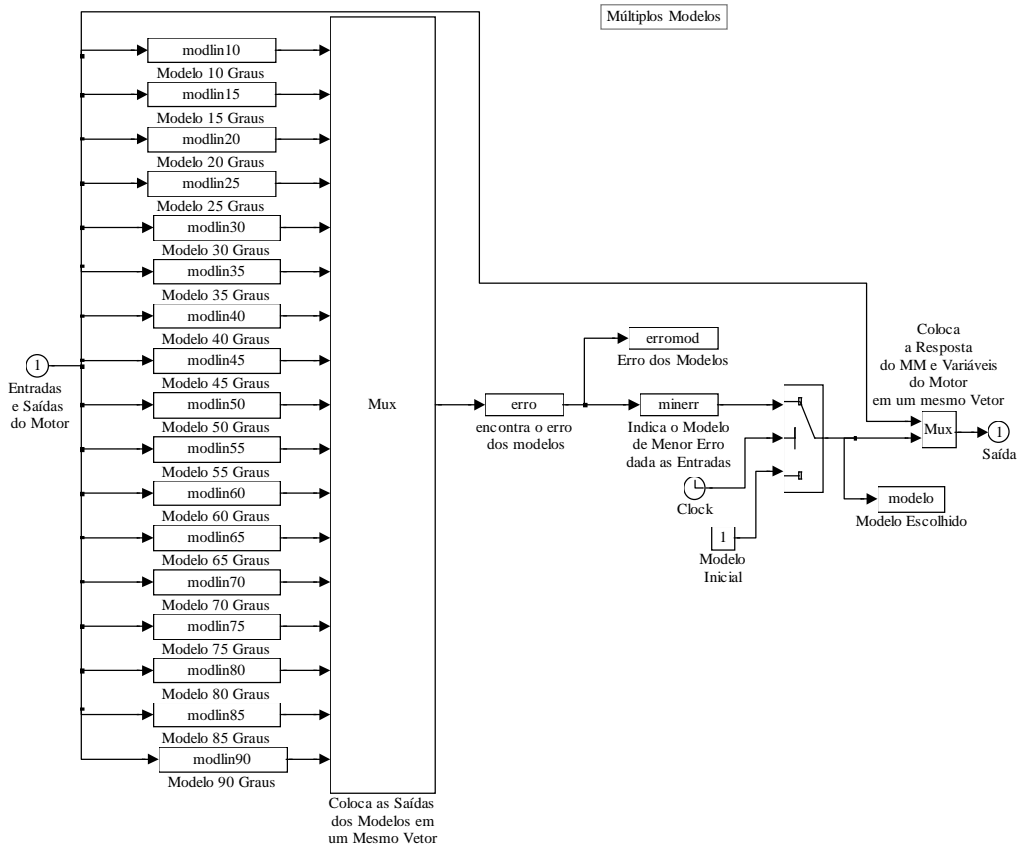 Múltiplos Modelos
modlin10
Modelo 10 Graus
modlin15
Modelo 15 Graus
modlin20
Modelo 20 Graus
modlin25
Modelo 25 Graus
modlin30
Modelo 30 Graus
modlin35
Modelo 35 Graus
modlin40
Modelo 40 Graus
modlin45
Modelo 45 Graus
modlin50
Modelo 50 Graus
modlin55
Modelo 55 Graus
modlin60
Modelo 60 Graus
modlin65
Modelo 65 Graus
modlin70
Modelo 70 Graus
modlin75
Modelo 75 Graus
modlin80
Modelo 80 Graus
modlin85
Modelo 85 Graus
modlin90
Modelo 90 Graus
1
Entradas
e Saídas
do Motor
Mux
Coloca as Saídas
dos Modelos em
um Mesmo Vetor
erro
encontra o erro
dos modelos
erromod
Erro dos Modelos
minerr
Indica o Modelo
de Menor Erro
dada as Entradas
Clock
1
Modelo
Inicial
Coloca
a Resposta
do MM e Variáveis
do Motor
em um mesmo Vetor
Mux
1
Saída
modelo
Modelo Escolhido